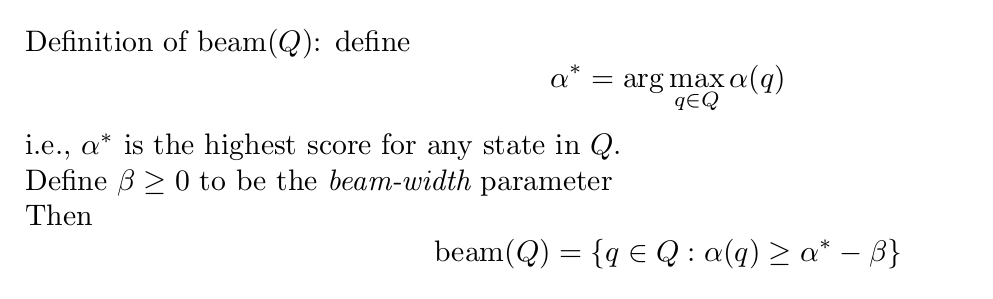 Definition of beam(Q): define
α* = arg max α(q)
q∈Q
i.e., α* is the highest score for any state in Q.
Define β ≥ 0 to be the beam-width parameter
Then
beam(Q) = {q ∈ Q : α(q) ≥ α* − β}